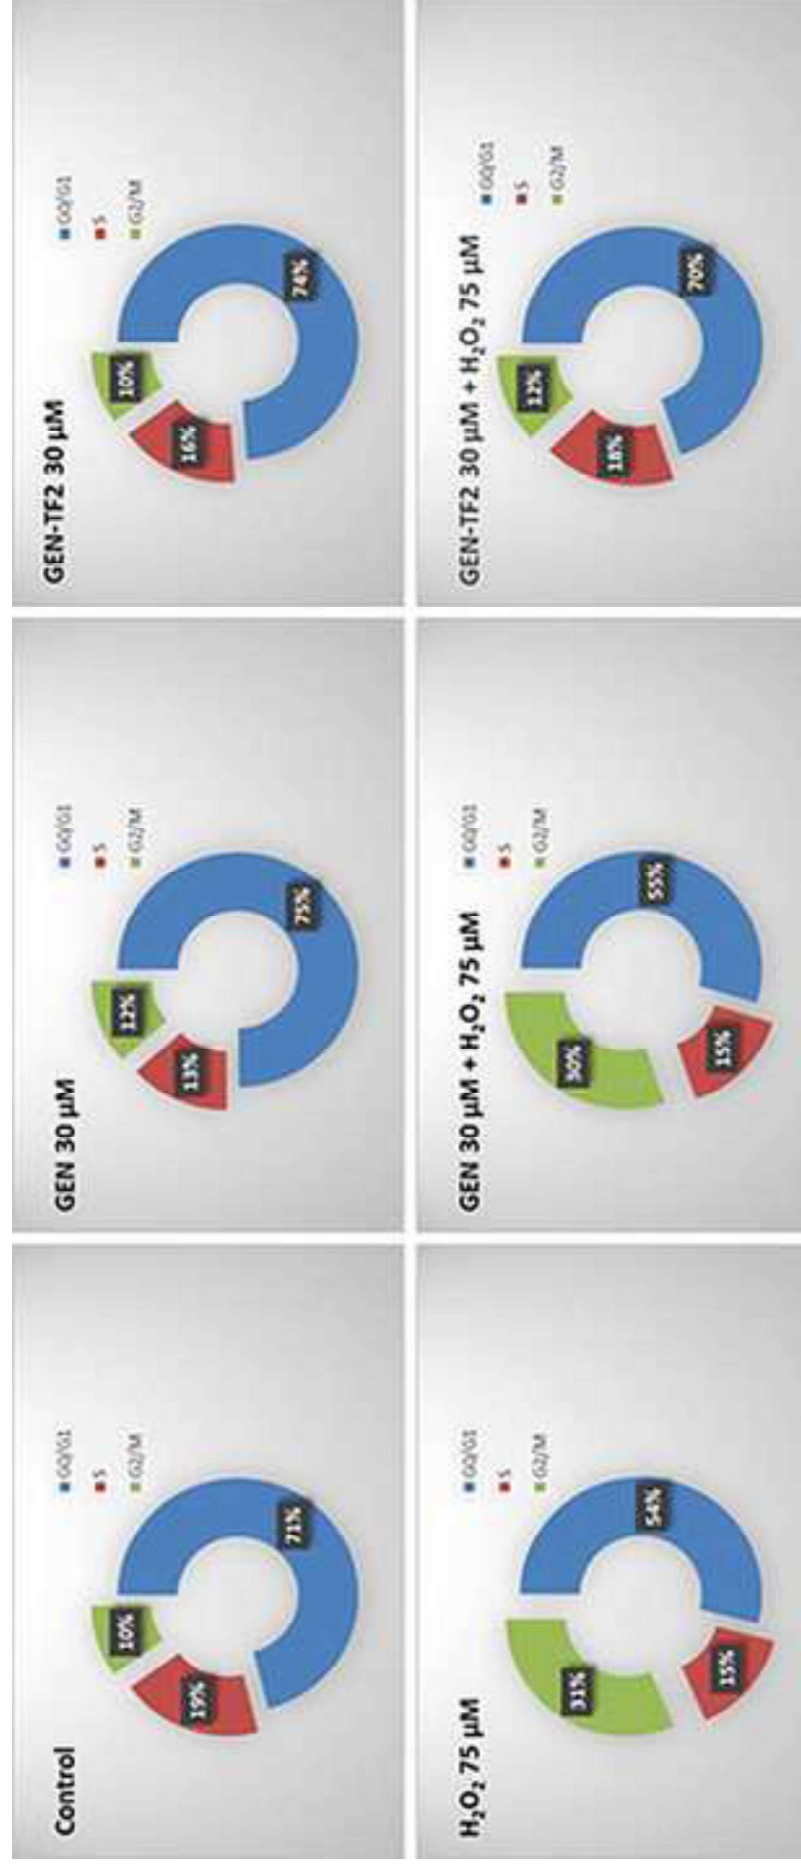 Control
G0/G1
S
G2/M
10%
19%
71%
GEN 30 µM
G0/G1
S
G2/M
12%
13%
75%
GEN-TF2 30 µM
G0/G1
S
G2/M
10%
16%
74%
H₂O₂ 75 µM
G0/G1
S
G2/M
31%
54%
15%
GEN 30 µM + H₂O₂ 75 µM
G0/G1
S
G2/M
30%
55%
15%
GEN-TF2 30 µM + H₂O₂ 75 µM
G0/G1
S
G2/M
12%
18%
70%